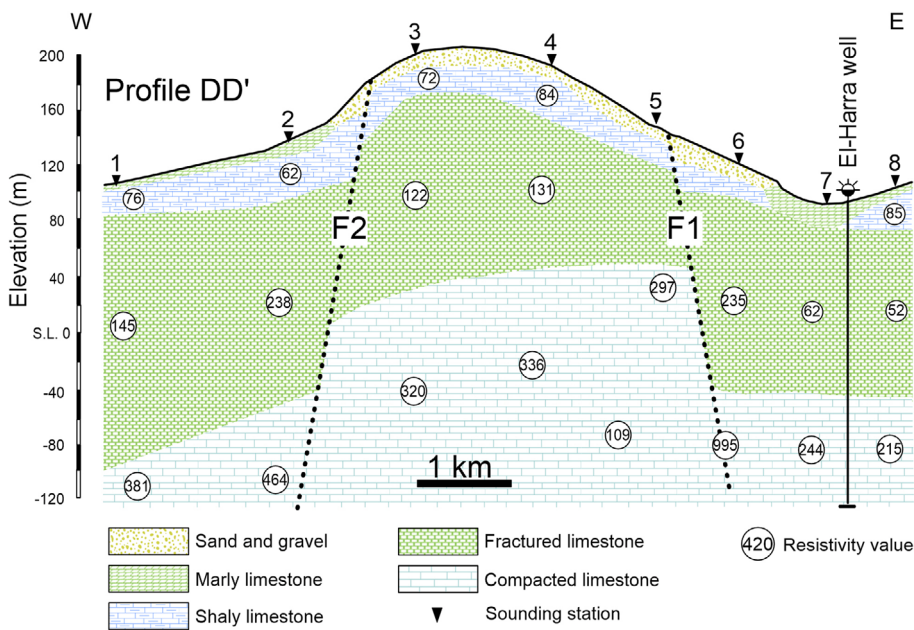 W
E
Profile DD'
Elevation (m)
200
160
120
80
40
S.L. 0
-40
-80
-120
1
2
3
4
5
6
7
8
El-Harra well
76
62
72
84
85
122
131
F2
F1
145
238
297
235
62
52
320
336
109
995
244
215
381
464
1 km
Sand and gravel
Marly limestone
Shaly limestone
Fractured limestone
Compacted limestone
Sounding station
420 Resistivity value